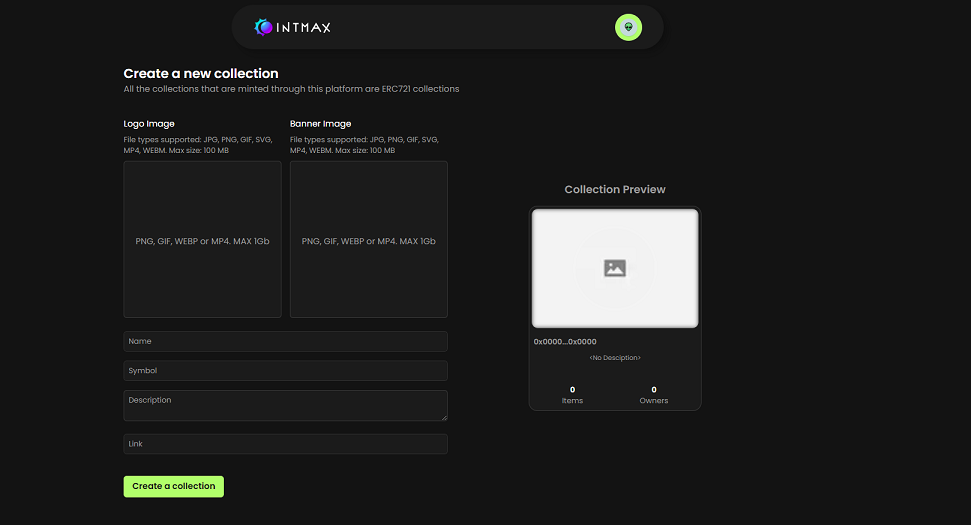 INTMAX
Create a new collection
All the collections that are minted through this platform are ERC721 collections
Logo Image
File types supported: JPG, PNG, GIF, SVG,
MP4, WEBM. Max size: 100 MB
PNG, GIF, WEBP or MP4. MAX 1Gb
Banner Image
File types supported: JPG, PNG, GIF, SVG,
MP4, WEBM. Max size: 100 MB
PNG, GIF, WEBP or MP4. MAX 1Gb
Name
Symbol
Description
Link
Create a collection
Collection Preview
0x0000...0x0000
<No Desciption>
0
Items
0
Owners